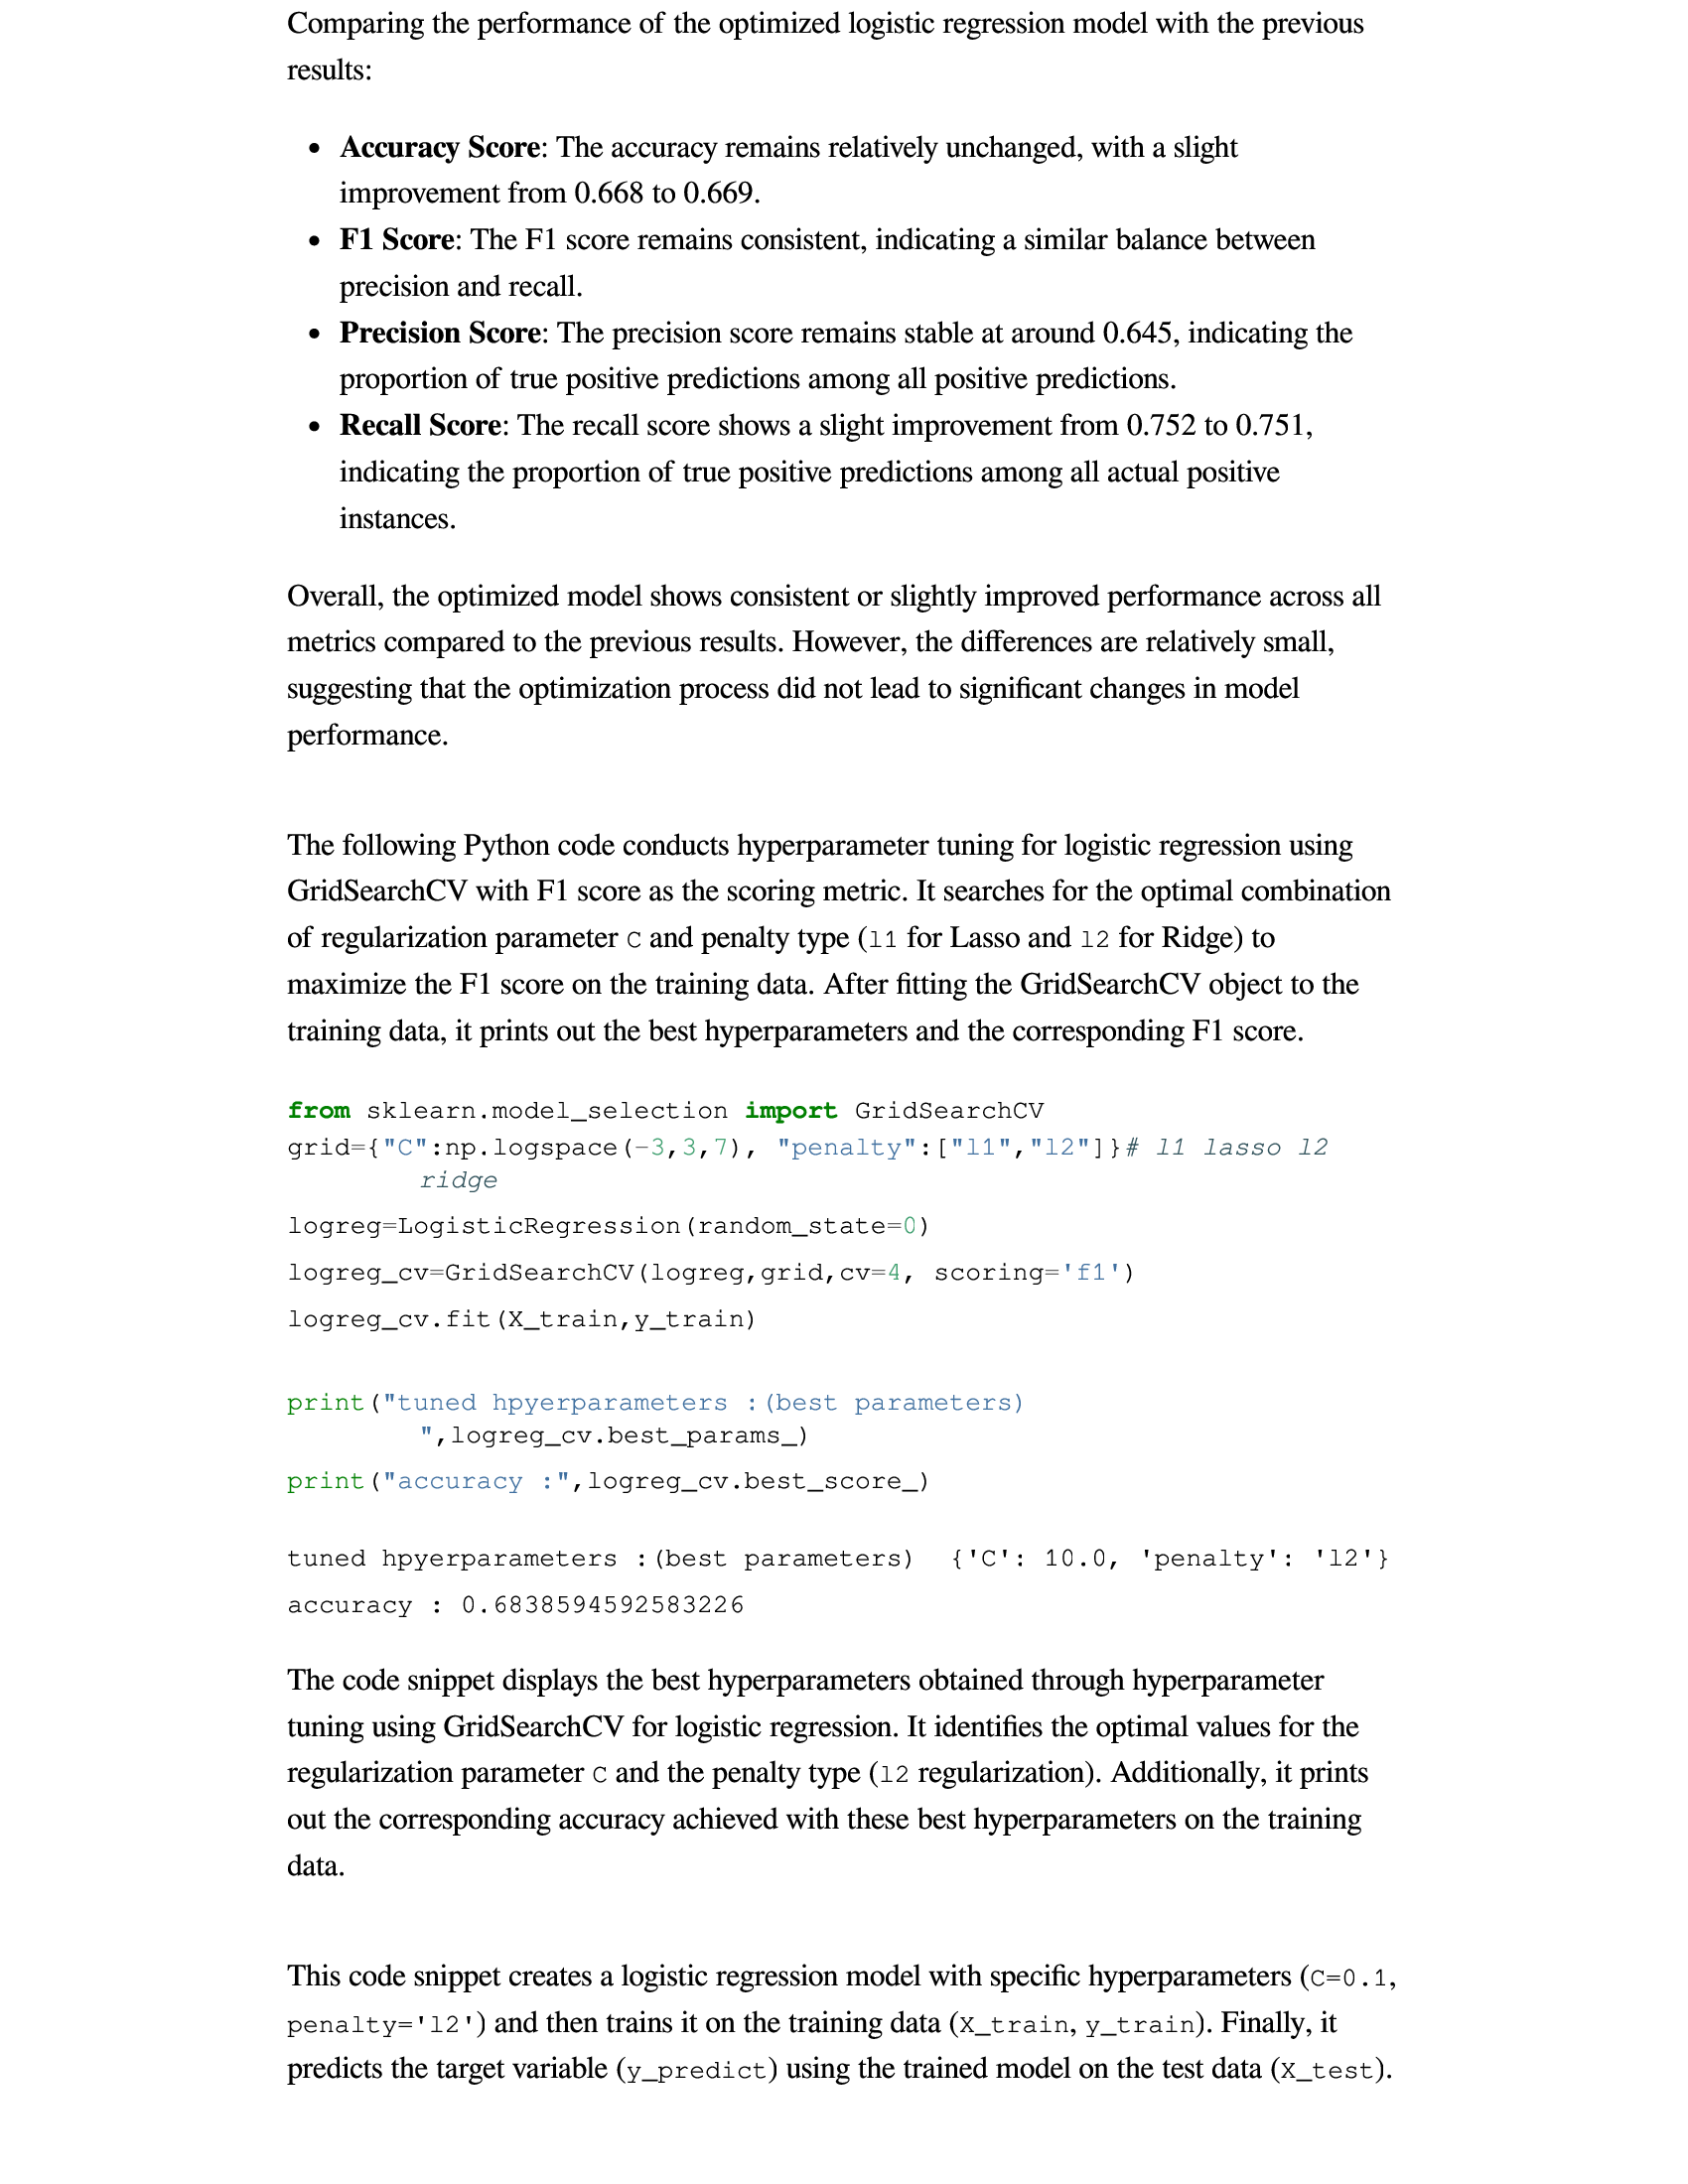 Comparing the performance of the optimized logistic regression model with the previous
results:
• Accuracy Score: The accuracy remains relatively unchanged, with a slight
improvement from 0.668 to 0.669.
• F1 Score: The F1 score remains consistent, indicating a similar balance between
precision and recall.
• Precision Score: The precision score remains stable at around 0.645, indicating the
proportion of true positive predictions among all positive predictions.
• Recall Score: The recall score shows a slight improvement from 0.752 to 0.751,
indicating the proportion of true positive predictions among all actual positive
instances.
Overall, the optimized model shows consistent or slightly improved performance across all
metrics compared to the previous results. However, the differences are relatively small,
suggesting that the optimization process did not lead to significant changes in model
performance.
The following Python code conducts hyperparameter tuning for logistic regression using
GridSearchCV with F1 score as the scoring metric. It searches for the optimal combination
of regularization parameter C and penalty type (l1 for Lasso and l2 for Ridge) to
maximize the F1 score on the training data. After fitting the GridSearchCV object to the
training data, it prints out the best hyperparameters and the corresponding F1 score.
from sklearn.model_selection import GridSearchCV
grid={"C":np.logspace(-3,3,7), "penalty":["l1","l2"]}# l1 lasso l2
ridge
logreg=LogisticRegression(random_state=0)
logreg_cv=GridSearchCV(logreg,grid,cv=4, scoring='f1')
logreg_cv.fit(X_train,y_train)
print("tuned hpyerparameters :(best parameters)
",logreg_cv.best_params_)
print("accuracy :",logreg_cv.best_score_)
tuned hpyerparameters :(best parameters)  {'C': 10.0, 'penalty': 'l2'}
accuracy : 0.6838594592583226
The code snippet displays the best hyperparameters obtained through hyperparameter
tuning using GridSearchCV for logistic regression. It identifies the optimal values for the
regularization parameter C and the penalty type (l2 regularization). Additionally, it prints
out the corresponding accuracy achieved with these best hyperparameters on the training
data.
This code snippet creates a logistic regression model with specific hyperparameters (C=0.1,
penalty='l2') and then trains it on the training data (X_train, y_train). Finally, it
predicts the target variable (y_predict) using the trained model on the test data (X_test).